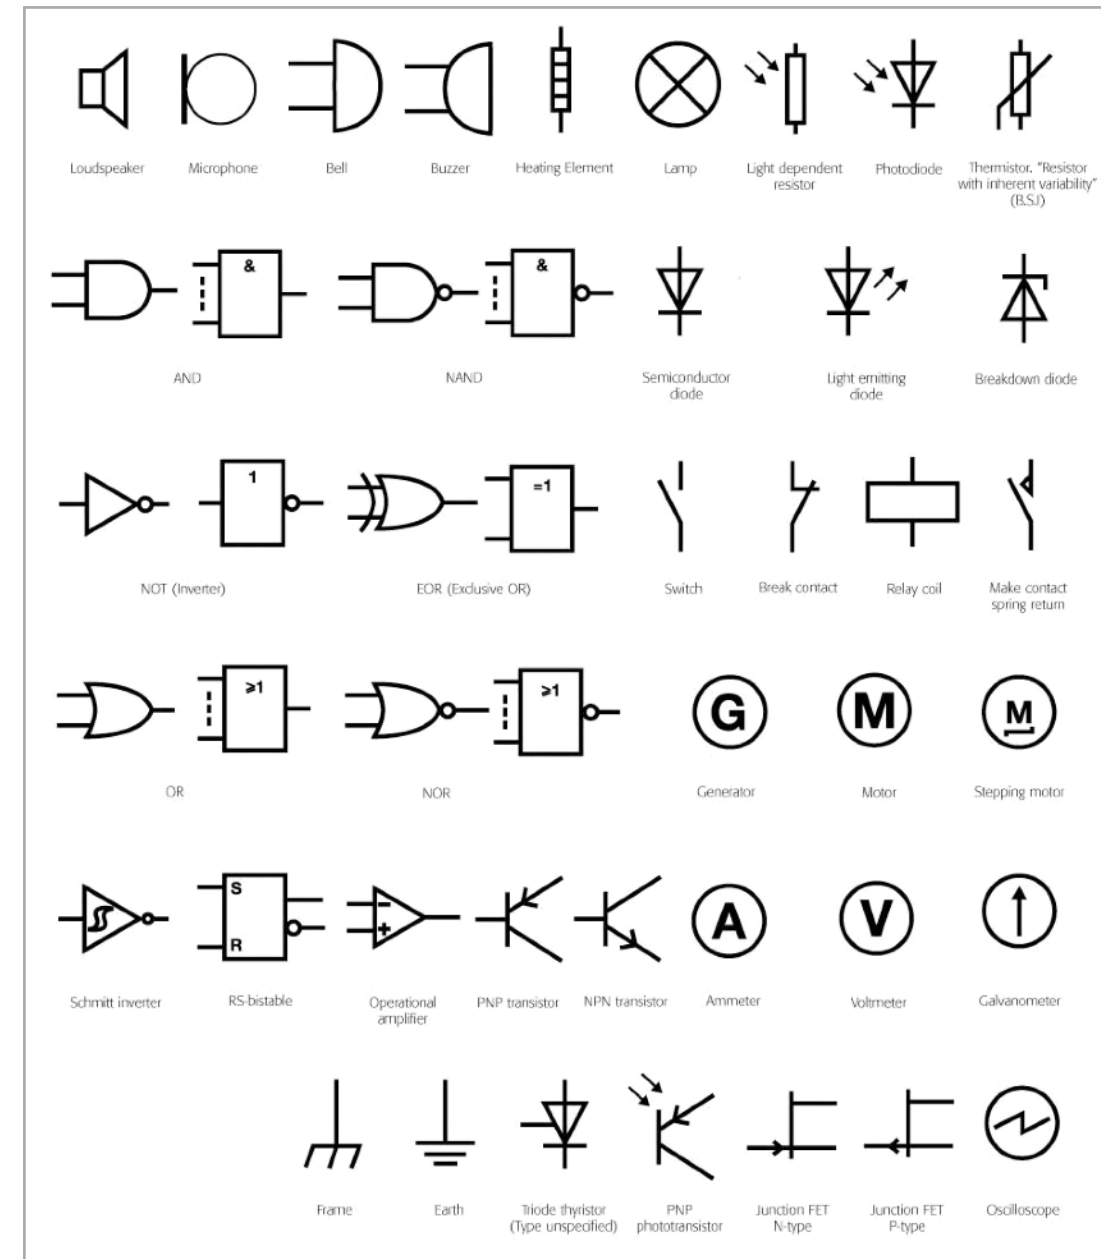 Loudspeaker
Microphone
Bell
Buzzer
Heating Element
Lamp
Light dependent
resistor
Photodiode
Thermistor. "Resistor
with inherent variability"
(B.S.I)
&
&
AND
NAND
Semiconductor
diode
Light emitting
diode
Breakdown diode
1
=1
NOT (Inverter)
EOR (Exclusive OR)
Switch
Break contact
Relay coil
Make contact
spring return
⩾1
⩾1
G
M
M
OR
NOR
Generator
Motor
Stepping motor
S
R
-
+
A
V
Schmitt inverter
RS-bistable
Operational
amplifier
PNP transistor
NPN transistor
Ammeter
Voltmeter
Galvanometer
Frame
Earth
Triode thyristor
(Type unspecified)
PNP
phototransistor
Junction FET
N-type
Junction FET
P-type
Oscilloscope